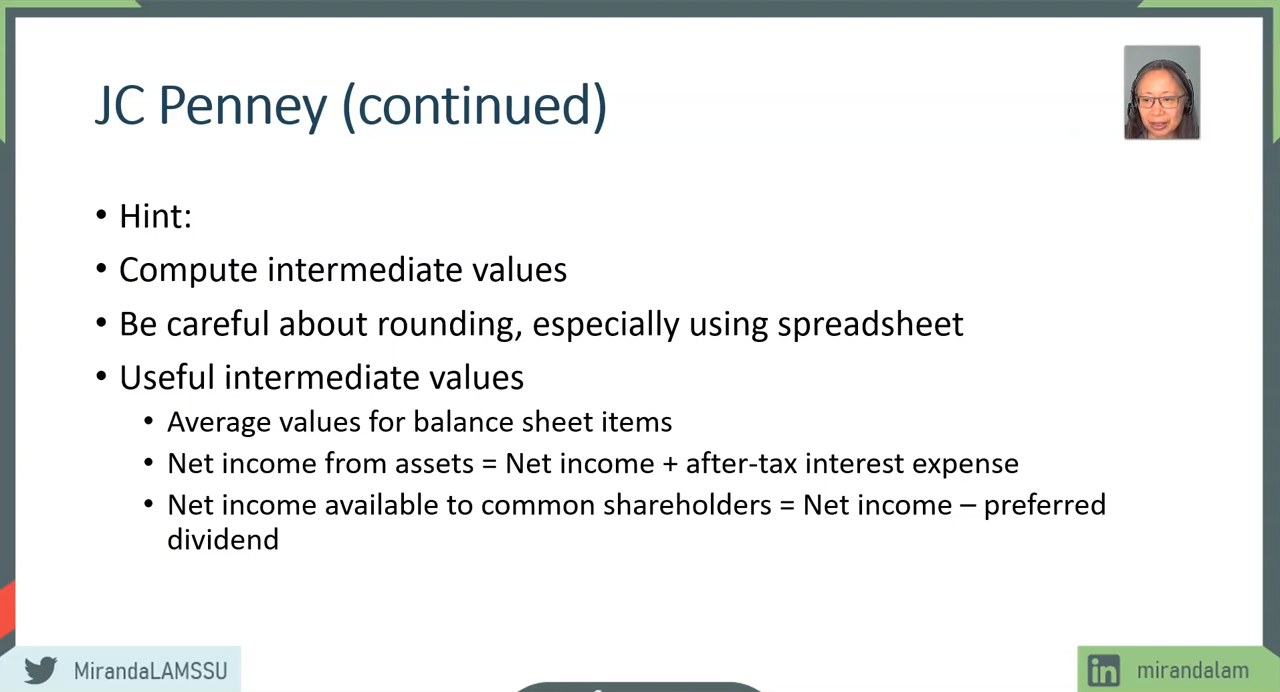 JC Penney (continued)
• Hint:
• Compute intermediate values
• Be careful about rounding, especially using spreadsheet
• Useful intermediate values
• Average values for balance sheet items
• Net income from assets = Net income + after-tax interest expense
• Net income available to common shareholders = Net income – preferred
dividend
MirandaLAMSSU
in mirandalam